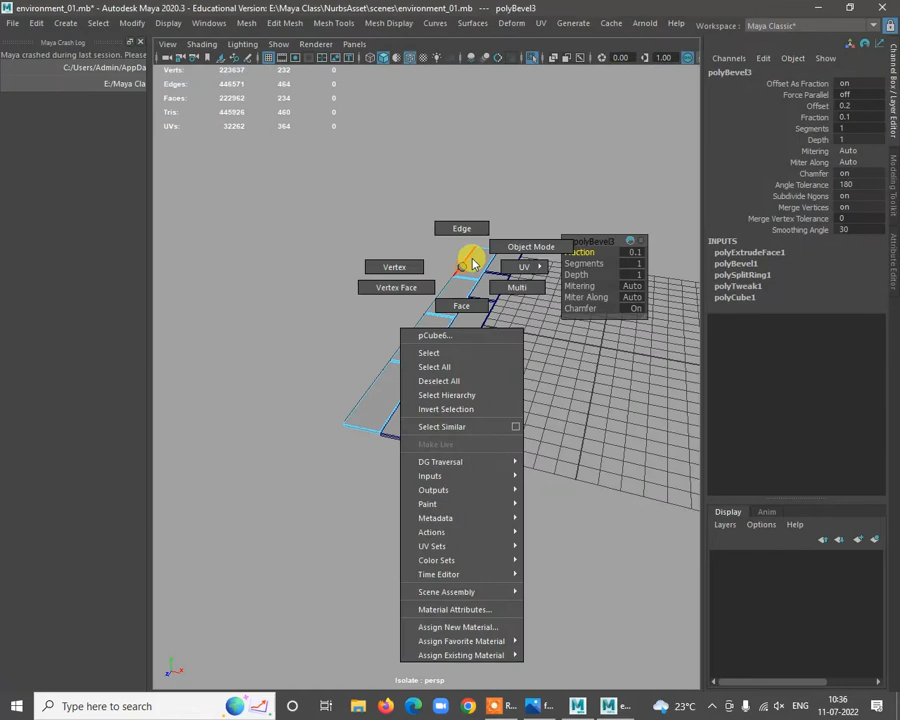 environment_01.mb* - Autodesk Maya 2020.3 - Educational Version: E:\Maya Class\NurbsAsset\scenes\environment_01.mb --- polyBevel3
File Edit Create Select Modify Display Windows Mesh Edit Mesh Mesh Tools Mesh Display Curves Surfaces Deform UV Generate Cache Arnold Help Workspace : Maya Classic*
Maya Crash Log
Maya crashed during last session. Reports
C:/Users/Admin/AppDa
E:/Maya Cla
View Shading Lighting Show Renderer Panels
0.00 1.00
Verts: 223637 232 0
Edges: 446571 464 0
Faces: 222962 234 0
Tris: 445926 460 0
UVs: 32262 364 0
Edge
Object Mode
Vertex
UV
Vertex Face
Multi
Face
polyBevel3
Fraction 0.1
Segments 1
Depth 1
Mitering Auto
Miter Along Auto
Chamfer On
pCube6...
Select
Select All
Deselect All
Select Hierarchy
Invert Selection
Select Similar
Make Live
DG Traversal
Inputs
Outputs
Paint
Metadata
Actions
UV Sets
Color Sets
Time Editor
Scene Assembly
Material Attributes...
Assign New Material...
Assign Favorite Material
Assign Existing Material
Isolate : persp
Channels Edit Object Show
polyBevel3
Offset As Fraction on
Force Parallel off
Offset 0.2
Fraction 0.1
Segments 1
Depth 1
Mitering Auto
Miter Along Auto
Chamfer on
Angle Tolerance 180
Subdivide Ngons on
Merge Vertices on
Merge Vertex Tolerance 0
Smoothing Angle 30
INPUTS
polyExtrudeFace1
polyBevel1
polySplitRing1
polyTweak1
polyCube1
Display Anim
Layers Options Help
Channel Box / Layer Editor
Modeling Toolkit
Attribute Editor
Type here to search
23°C
ENG
10:36
11-07-2022